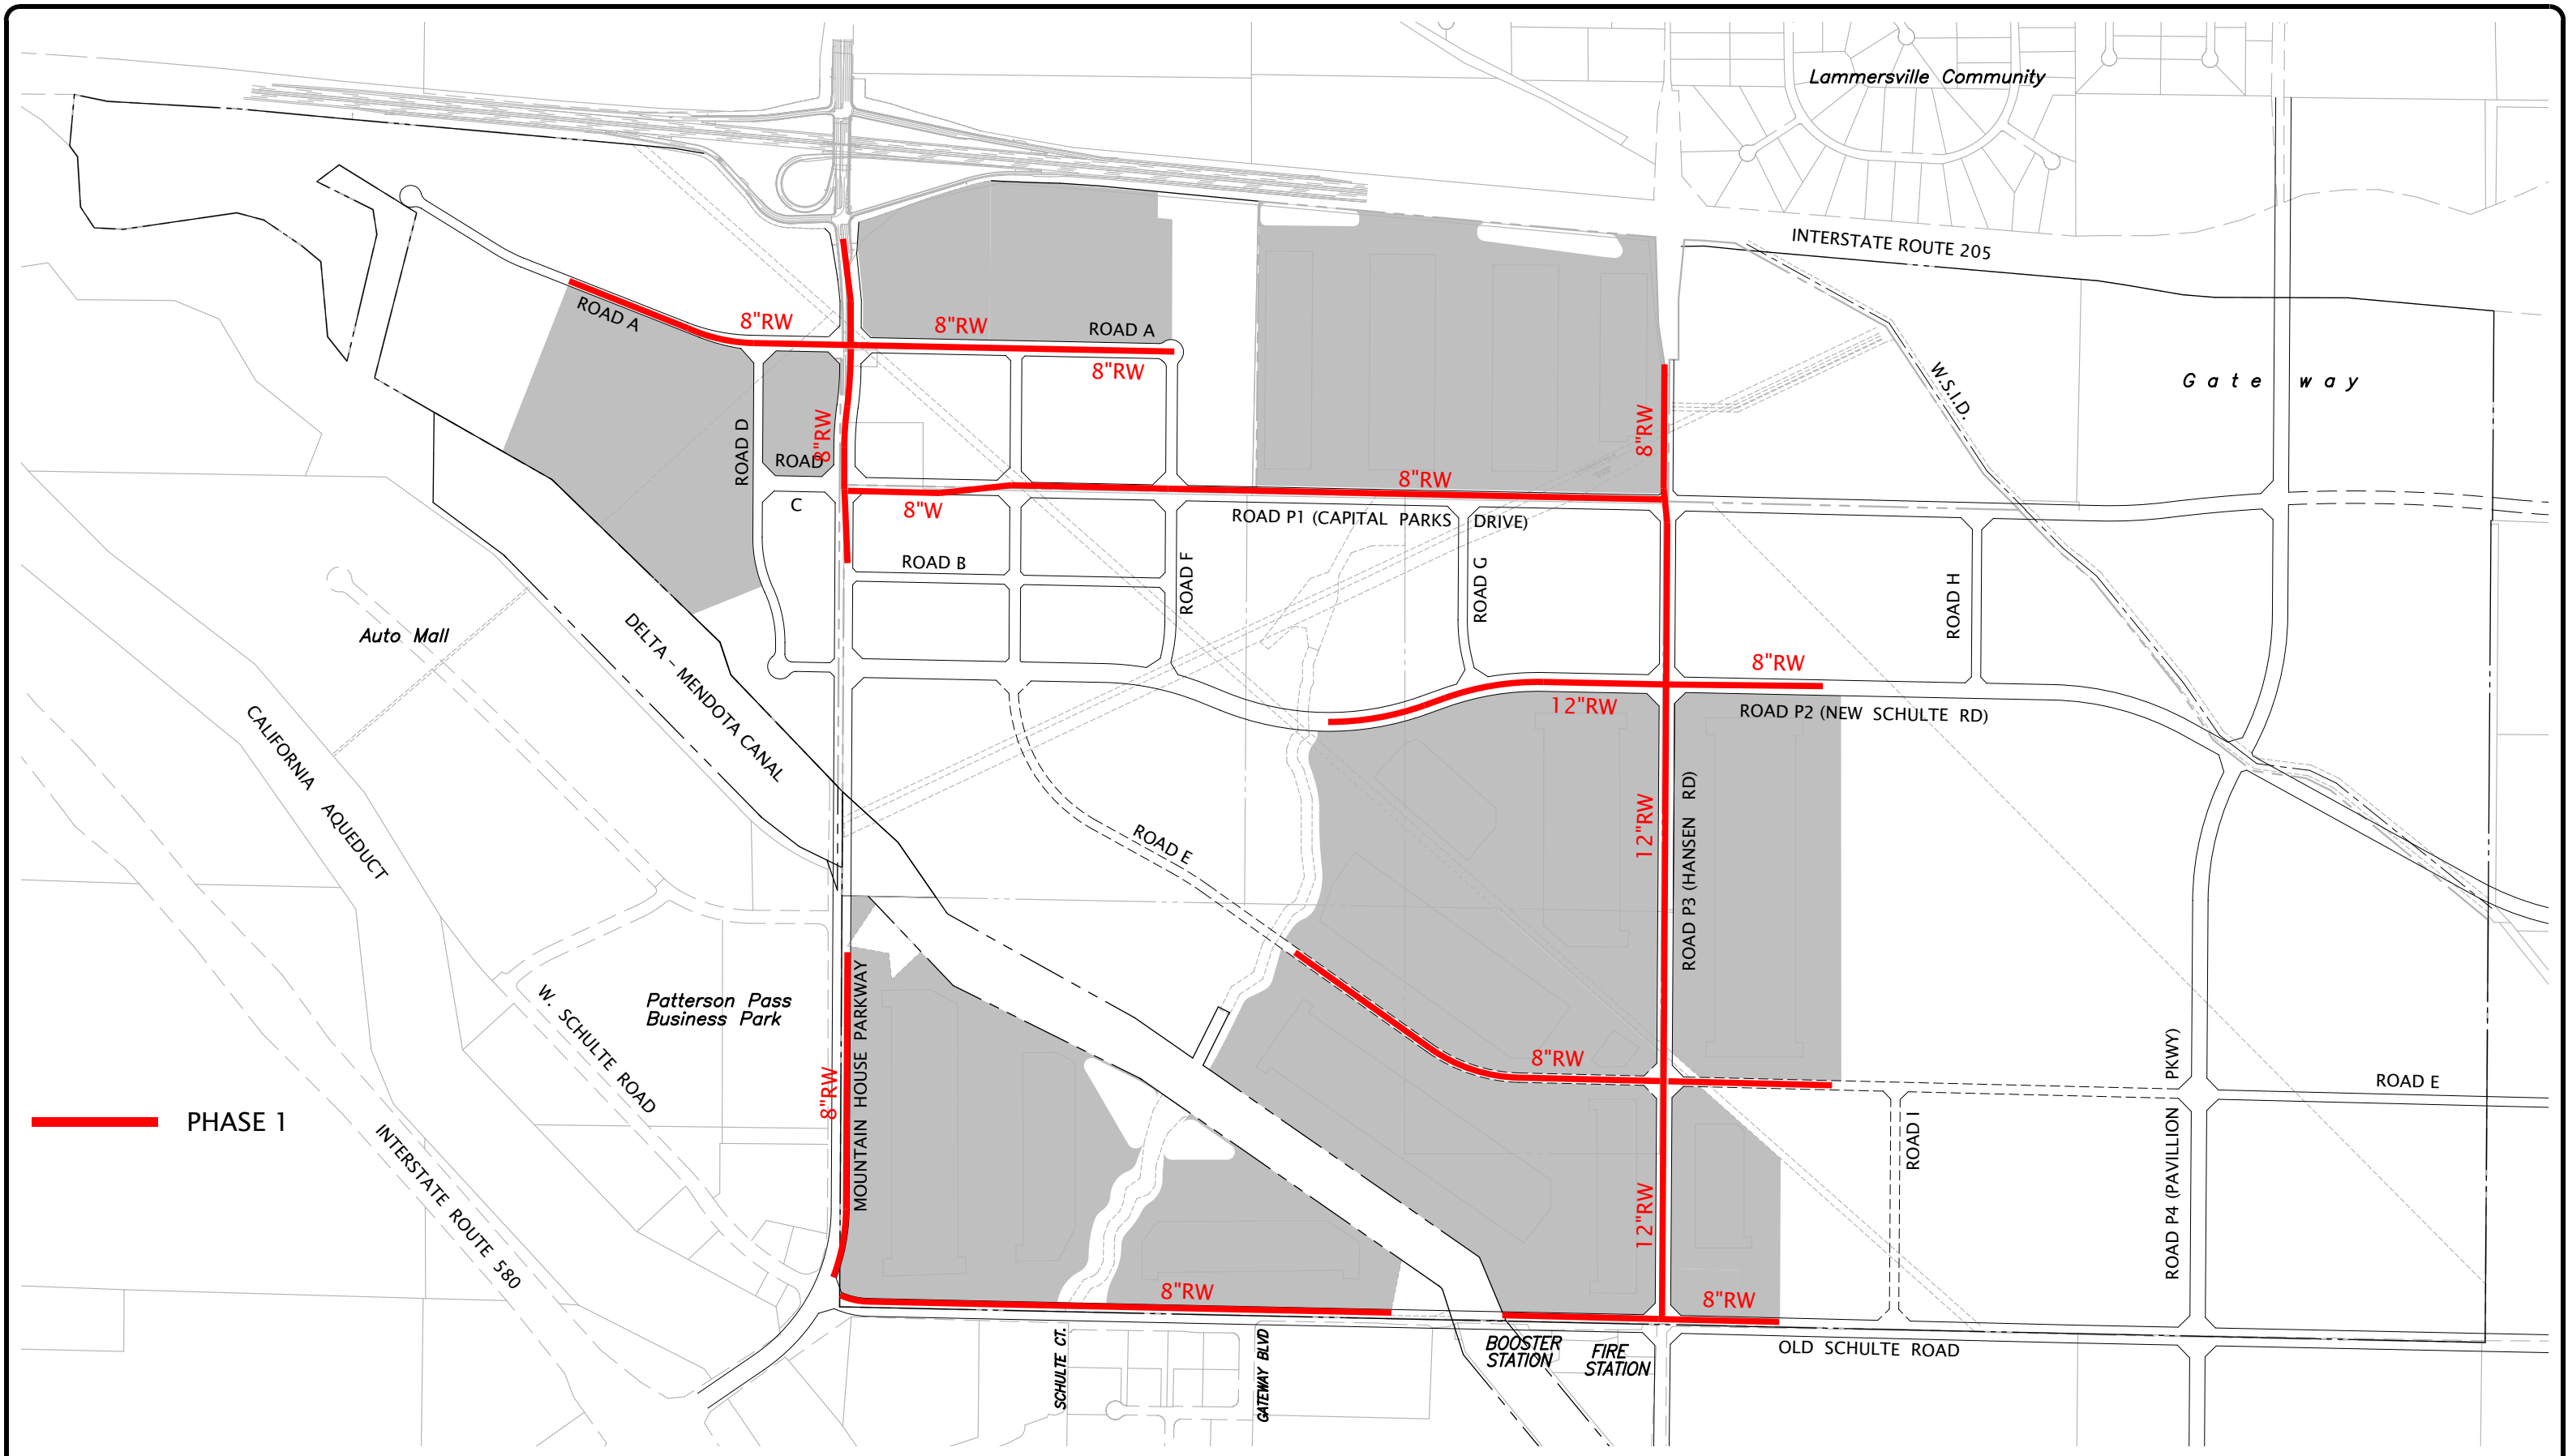 Lammersville Community
INTERSTATE ROUTE 205
ROAD A
8"RW
8"RW
ROAD A
8"RW
W.S.I.D.
Gate way
ROAD D
8"RW
ROAD
C
8"RW
8"RW
8"W
ROAD P1 (CAPITAL PARKS DRIVE)
ROAD B
ROAD F
ROAD G
ROAD H
Auto Mall
DELTA - MENDOTA CANAL
8"RW
12"RW
ROAD P2 (NEW SCHULTE RD)
CALIFORNIA AQUEDUCT
12"RW
ROAD P3 (HANSEN RD)
ROAD E
Patterson Pass
Business Park
W. SCHULTE ROAD
MOUNTAIN HOUSE PARKWAY
8"RW
8"RW
ROAD E
PHASE 1
INTERSTATE ROUTE 580
ROAD I
ROAD P4 (PAVILLION PKWY)
12"RW
8"RW
8"RW
SCHULTE CT.
GATEWAY BLVD
BOOSTER
STATION
FIRE
STATION
OLD SCHULTE ROAD